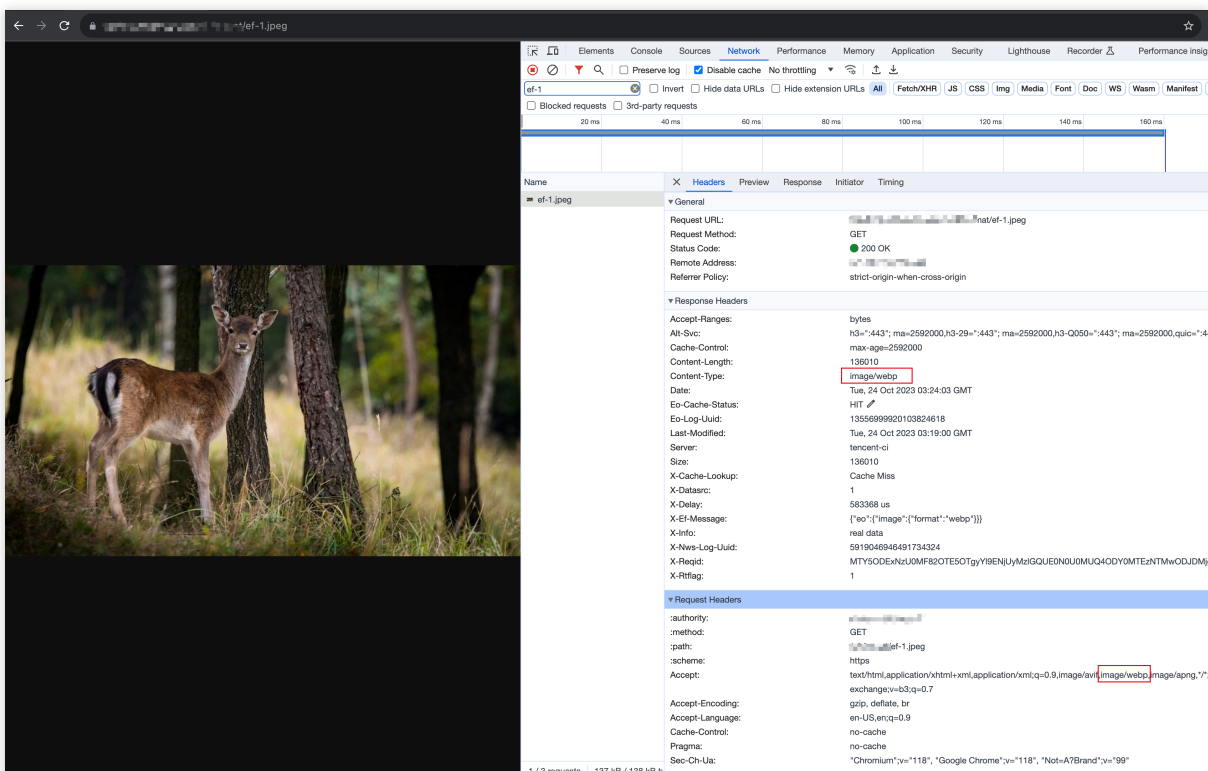 /ef-1.jpeg
Elements Console Sources Network Performance Memory Application Security Lighthouse Recorder Performance insig
Preserve log Disable cache No throttling
ef-1 Invert Hide data URLs Hide extension URLs All Fetch/XHR JS CSS Img Media Font Doc WS Wasm Manifest
Blocked requests 3rd-party requests
20 ms 40 ms 60 ms 80 ms 100 ms 120 ms 140 ms 160 ms
Name Headers Preview Response Initiator Timing
ef-1.jpeg
General
Request URL: nat/ef-1.jpeg
Request Method: GET
Status Code: 200 OK
Remote Address:
Referrer Policy: strict-origin-when-cross-origin
Response Headers
Accept-Ranges: bytes
Alt-Svc: h3=":443"; ma=2592000,h3-29=":443"; ma=2592000,h3-Q050=":443"; ma=2592000,quic=":4
Cache-Control: max-age=2592000
Content-Length: 136010
Content-Type: image/webp
Date: Tue, 24 Oct 2023 03:24:03 GMT
Eo-Cache-Status: HIT
Eo-Log-Uuid: 13556999920103824618
Last-Modified: Tue, 24 Oct 2023 03:19:00 GMT
Server: tencent-ci
Size: 136010
X-Cache-Lookup: Cache Miss
X-Datasrc: 1
X-Delay: 583368 us
X-Ef-Message: {"eo":{"image":{"format":"webp"}}}
X-Info: real data
X-Nws-Log-Uuid: 5919046946491734324
X-Reqid:
X-Rtflag: 1
Request Headers
:authority:
:method: GET
:path: /ef-1.jpeg
:scheme: https
Accept: text/html,application/xhtml+xml,application/xml;q=0.9,image/avif,image/webp,image/apng,*/*
exchange;v=b3;q=0.7
Accept-Encoding: gzip, deflate, br
Accept-Language: en-US,en;q=0.9
Cache-Control: no-cache
Pragma: no-cache
Sec-Ch-Ua: "Chromium";v="118", "Google Chrome";v="118", "Not=A?Brand";v="99"